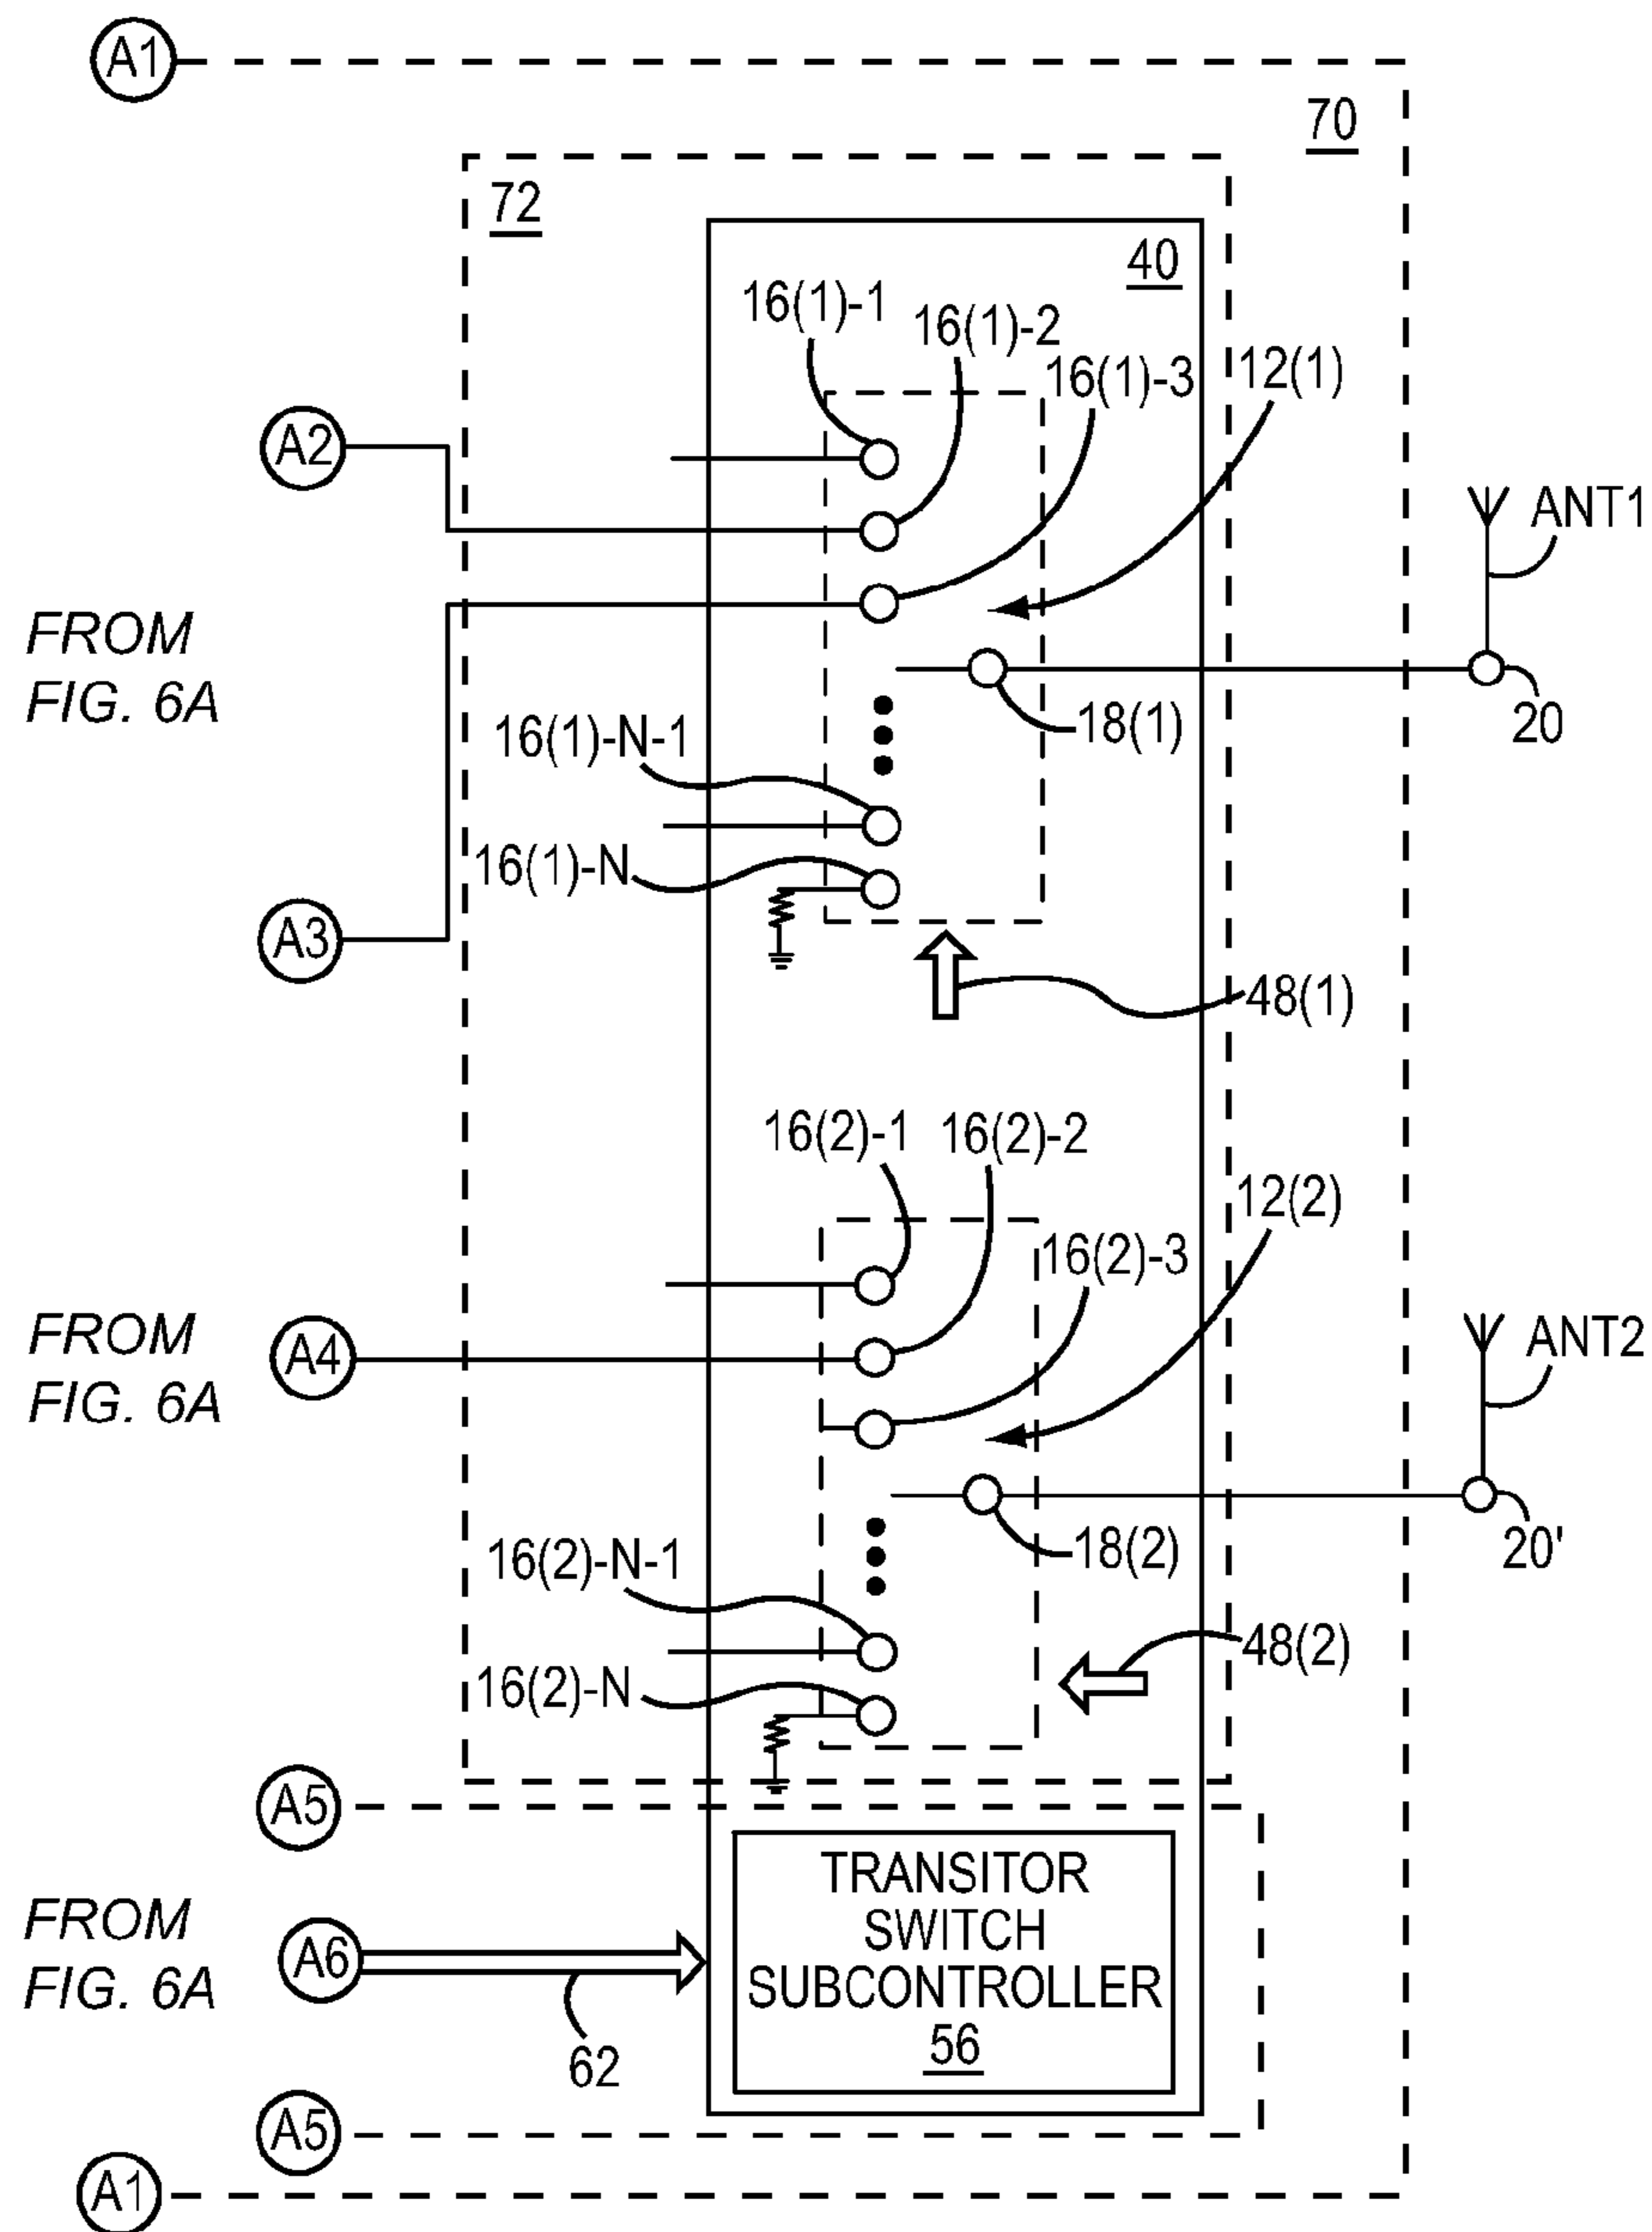 A1
70
72
40
16(1)-1
16(1)-2
16(1)-3
12(1)
A2
ANT1
FROM
FIG. 6A
18(1)
20
16(1)-N-1
16(1)-N
A3
48(1)
16(2)-1
16(2)-2
12(2)
16(2)-3
FROM
FIG. 6A
A4
ANT2
18(2)
20'
16(2)-N-1
48(2)
16(2)-N
A5
TRANSITOR
SWITCH
SUBCONTROLLER
56
FROM
FIG. 6A
A6
62
A5
A1